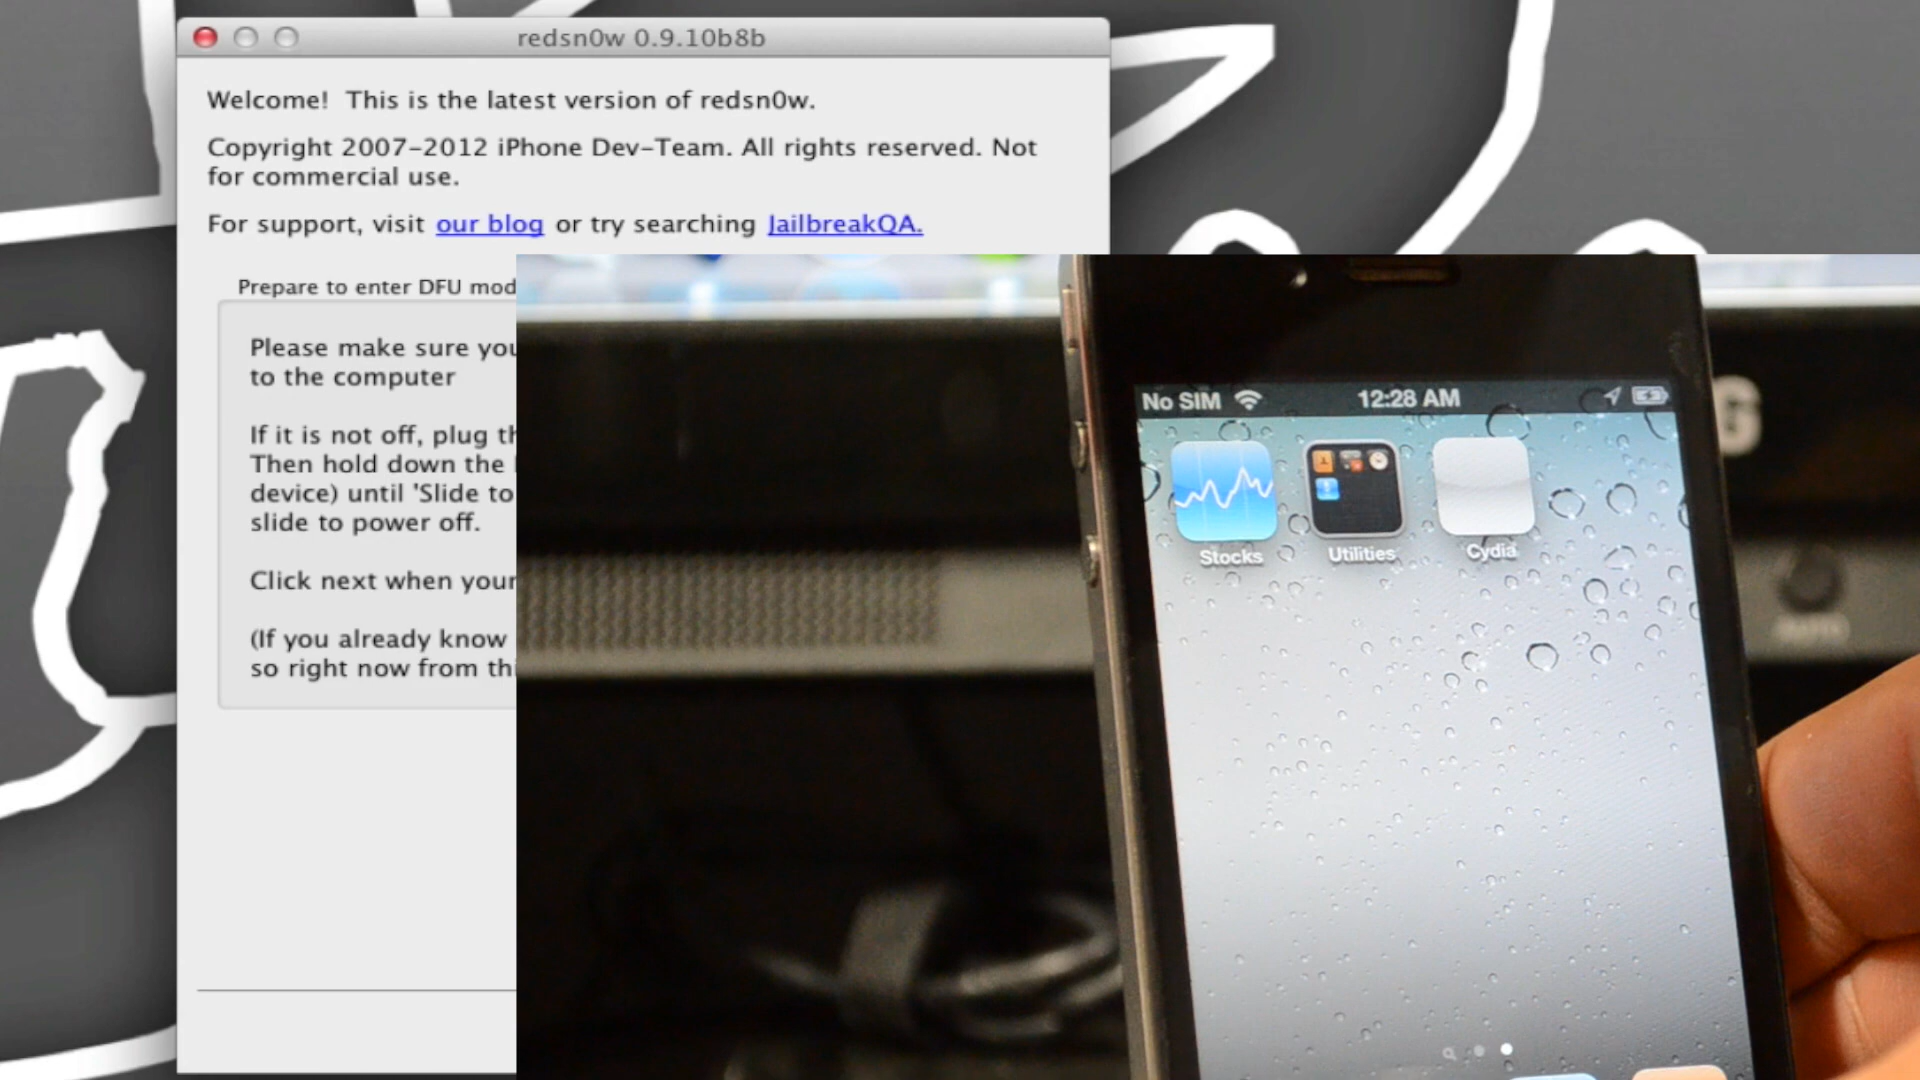 redsn0w 0.9.10b8b
Welcome!  This is the latest version of redsn0w.
Copyright 2007-2012 iPhone Dev-Team. All rights reserved. Not
for commercial use.
For support, visit our blog or try searching JailbreakQA.
Prepare to enter DFU mod
Please make sure you
to the computer
If it is not off, plug th
Then hold down the
device) until 'Slide to
slide to power off.
Click next when your
(If you already know
so right now from thi
No SIM 12:28 AM
Stocks Utilities Cydia
G